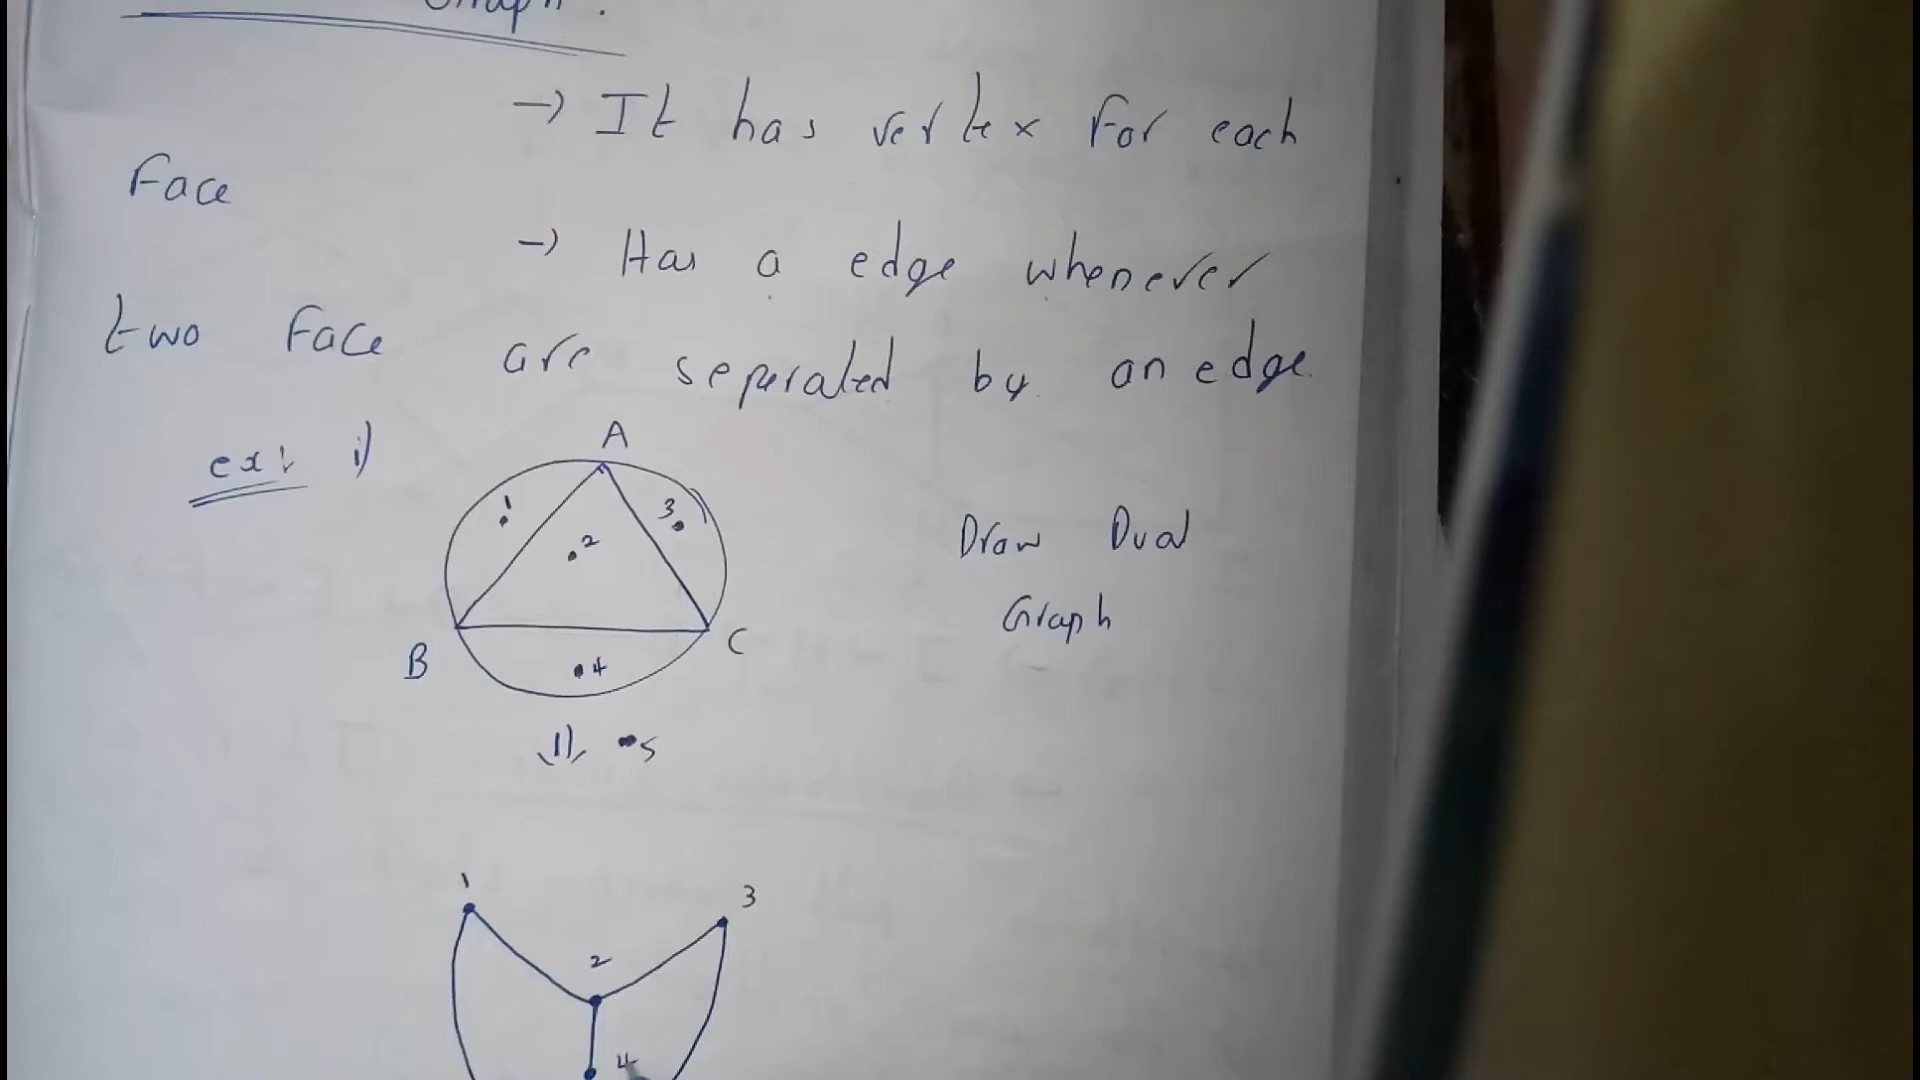 Graph.
→ It has vertex for each
Face
→ Has a edge whenever
two Face are seperated by an edge.
ex: i)
A
1
3
2
Draw Dual
Graph
B
C
4
5
1
3
2
4